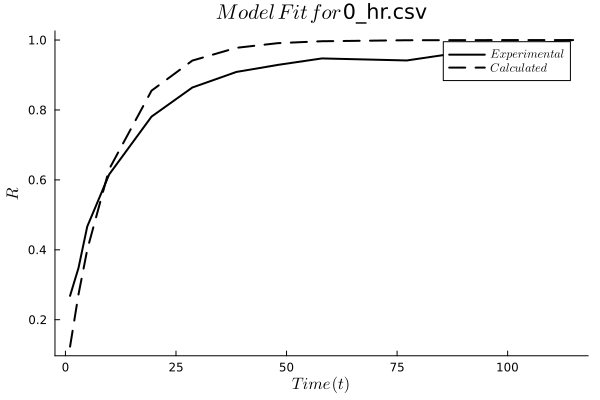 Model Fit for 0_hr.csv
1.0
0.8
0.6
0.4
0.2
R
Experimental
Calculated
0 25 50 75 100
Time(t)